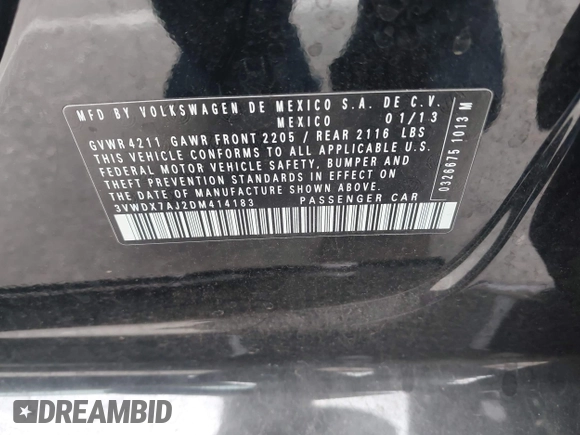 MFD BY VOLKSWAGEN DE MEXICO S.A. DE C.V.
MEXICO 01/13
GVWR 4211 GAWR FRONT 2205 / REAR 2116 LBS
THIS VEHICLE CONFORMS TO ALL APPLICABLE U.S.
FEDERAL MOTOR VEHICLE SAFETY, BUMPER AND
THEFT PREVENTION STANDARDS IN EFFECT ON
THE DATE OF MANUFACTURE SHOWN ABOVE.
3VWDX7AJ2DM414183 PASSENGER CAR
0326675 1013 M
DREAMBID